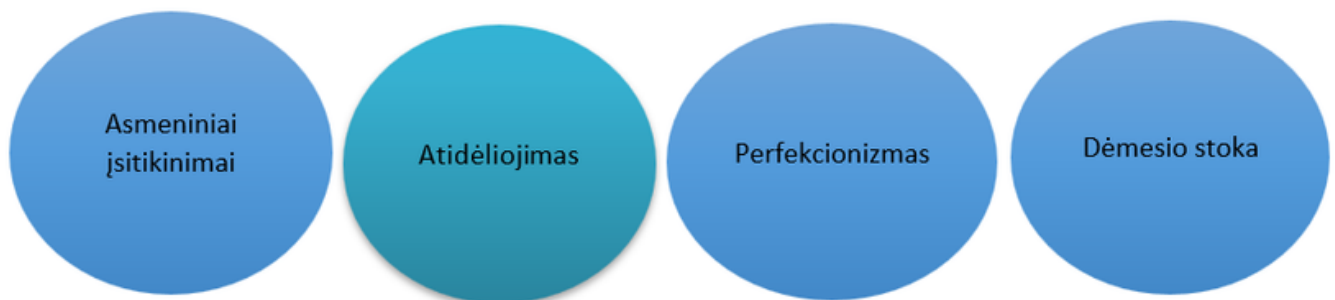 Asmeniniai
įsitikinimai
Atidėliojimas
Perfekcionizmas
Dėmesio stoka